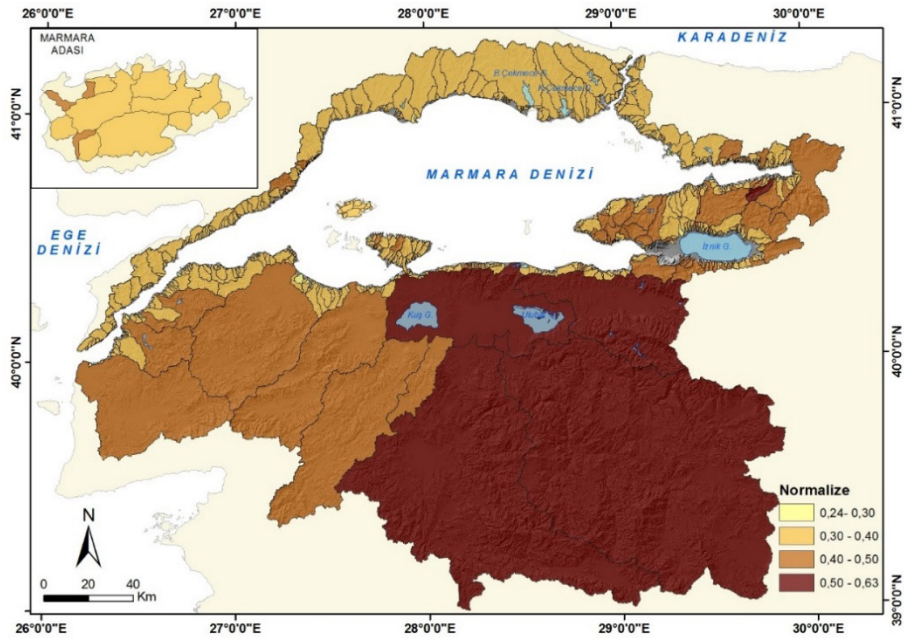 26°0'0"E 27°0'0"E 28°0'0"E 29°0'0"E 30°0'0"E
MARMARA
ADASI
KARADENİZ
41°0'0"N
41°0'0"N
MARMARA DENİZİ
EGE
DENİZİ
İznik G.
Kuş G.
40°0'0"N
40°0'0"N
Normalize
0,24- 0,30
0,30 - 0,40
0,40 - 0,50
0,50 - 0,63
N
0 20 40
Km
39°0'0"N
26°0'0"E 27°0'0"E 28°0'0"E 29°0'0"E 30°0'0"E